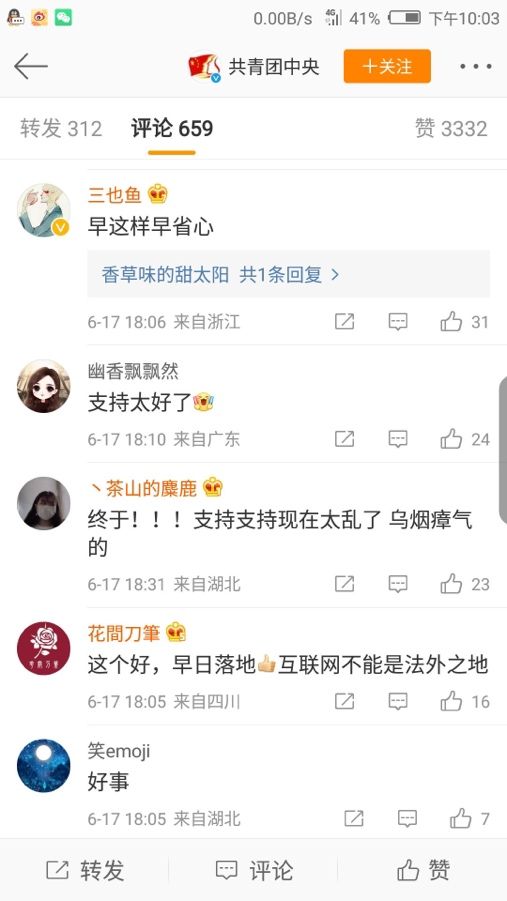 0.00B/s 4G 41% 下午10:03
共青团中央 十关注
转发 312 评论 659 赞 3332
三也鱼
早这样早省心
香草味的甜太阳 共1条回复
6-17 18:06 来自浙江 31
幽香飘飘然
支持太好了
6-17 18:10 来自广东 24
丶茶山的麋鹿
终于！！！支持支持现在太乱了 乌烟瘴气
的
6-17 18:31 来自湖北 23
花間刀筆
这个好，早日落地👍互联网不能是法外之地
6-17 18:05 来自四川 16
笑emoji
好事
6-17 18:05 来自湖北 7
转发 评论 赞